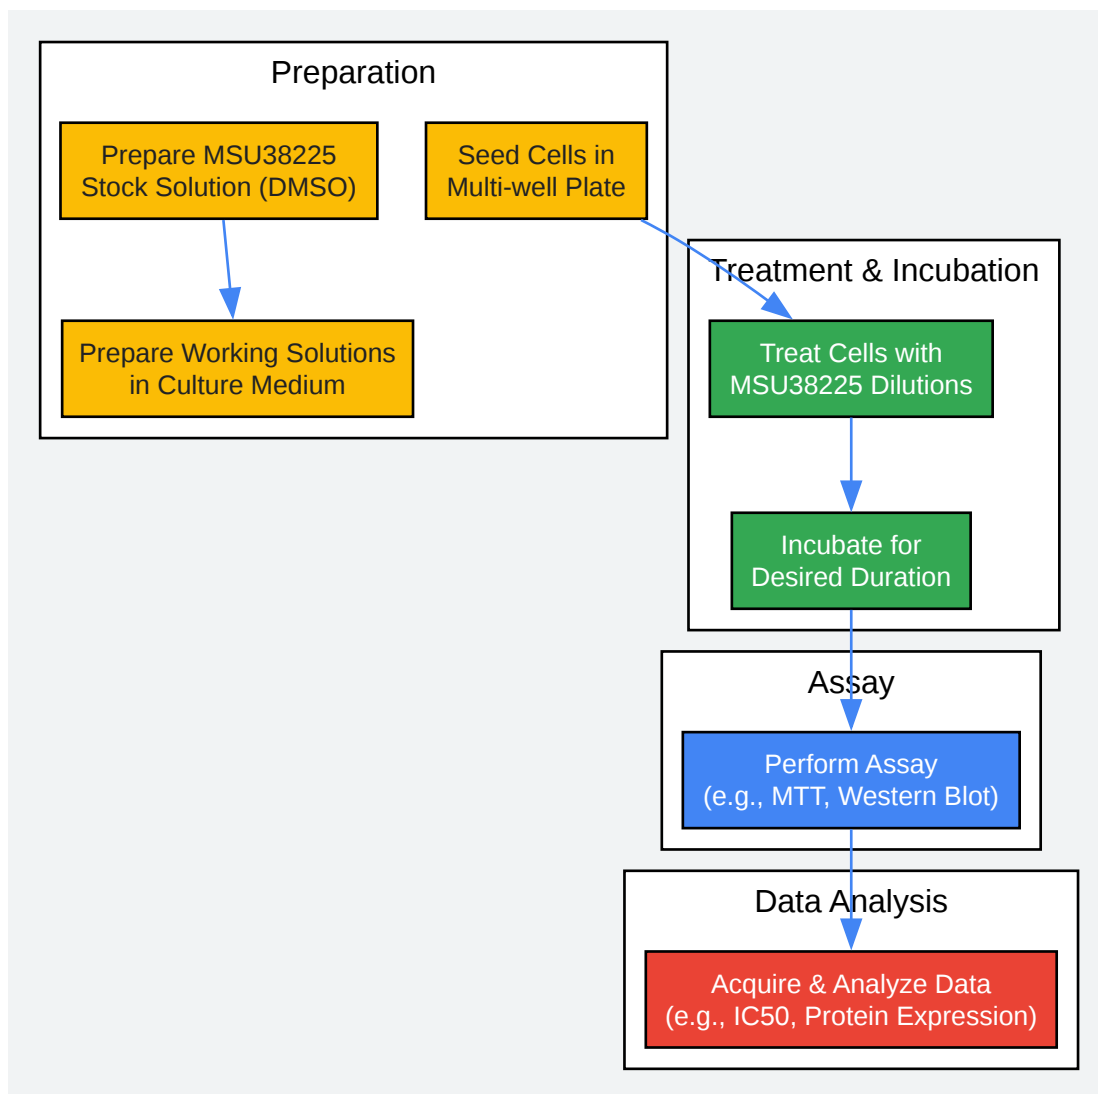 Preparation
Prepare MSU38225
Stock Solution (DMSO)
Seed Cells in
Multi-well Plate
Prepare Working Solutions
in Culture Medium
Treatment & Incubation
Treat Cells with
MSU38225 Dilutions
Incubate for
Desired Duration
Assay
Perform Assay
(e.g., MTT, Western Blot)
Data Analysis
Acquire & Analyze Data
(e.g., IC50, Protein Expression)